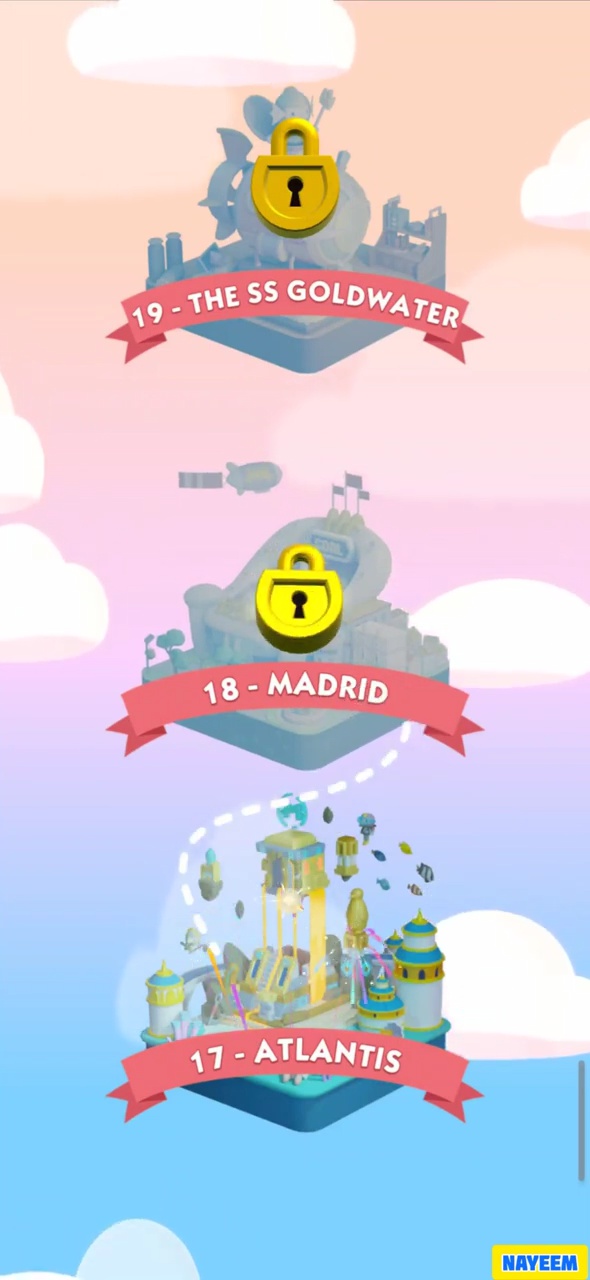 19 - THE SS GOLDWATER
18 - MADRID
17 - ATLANTIS
NAYEEM